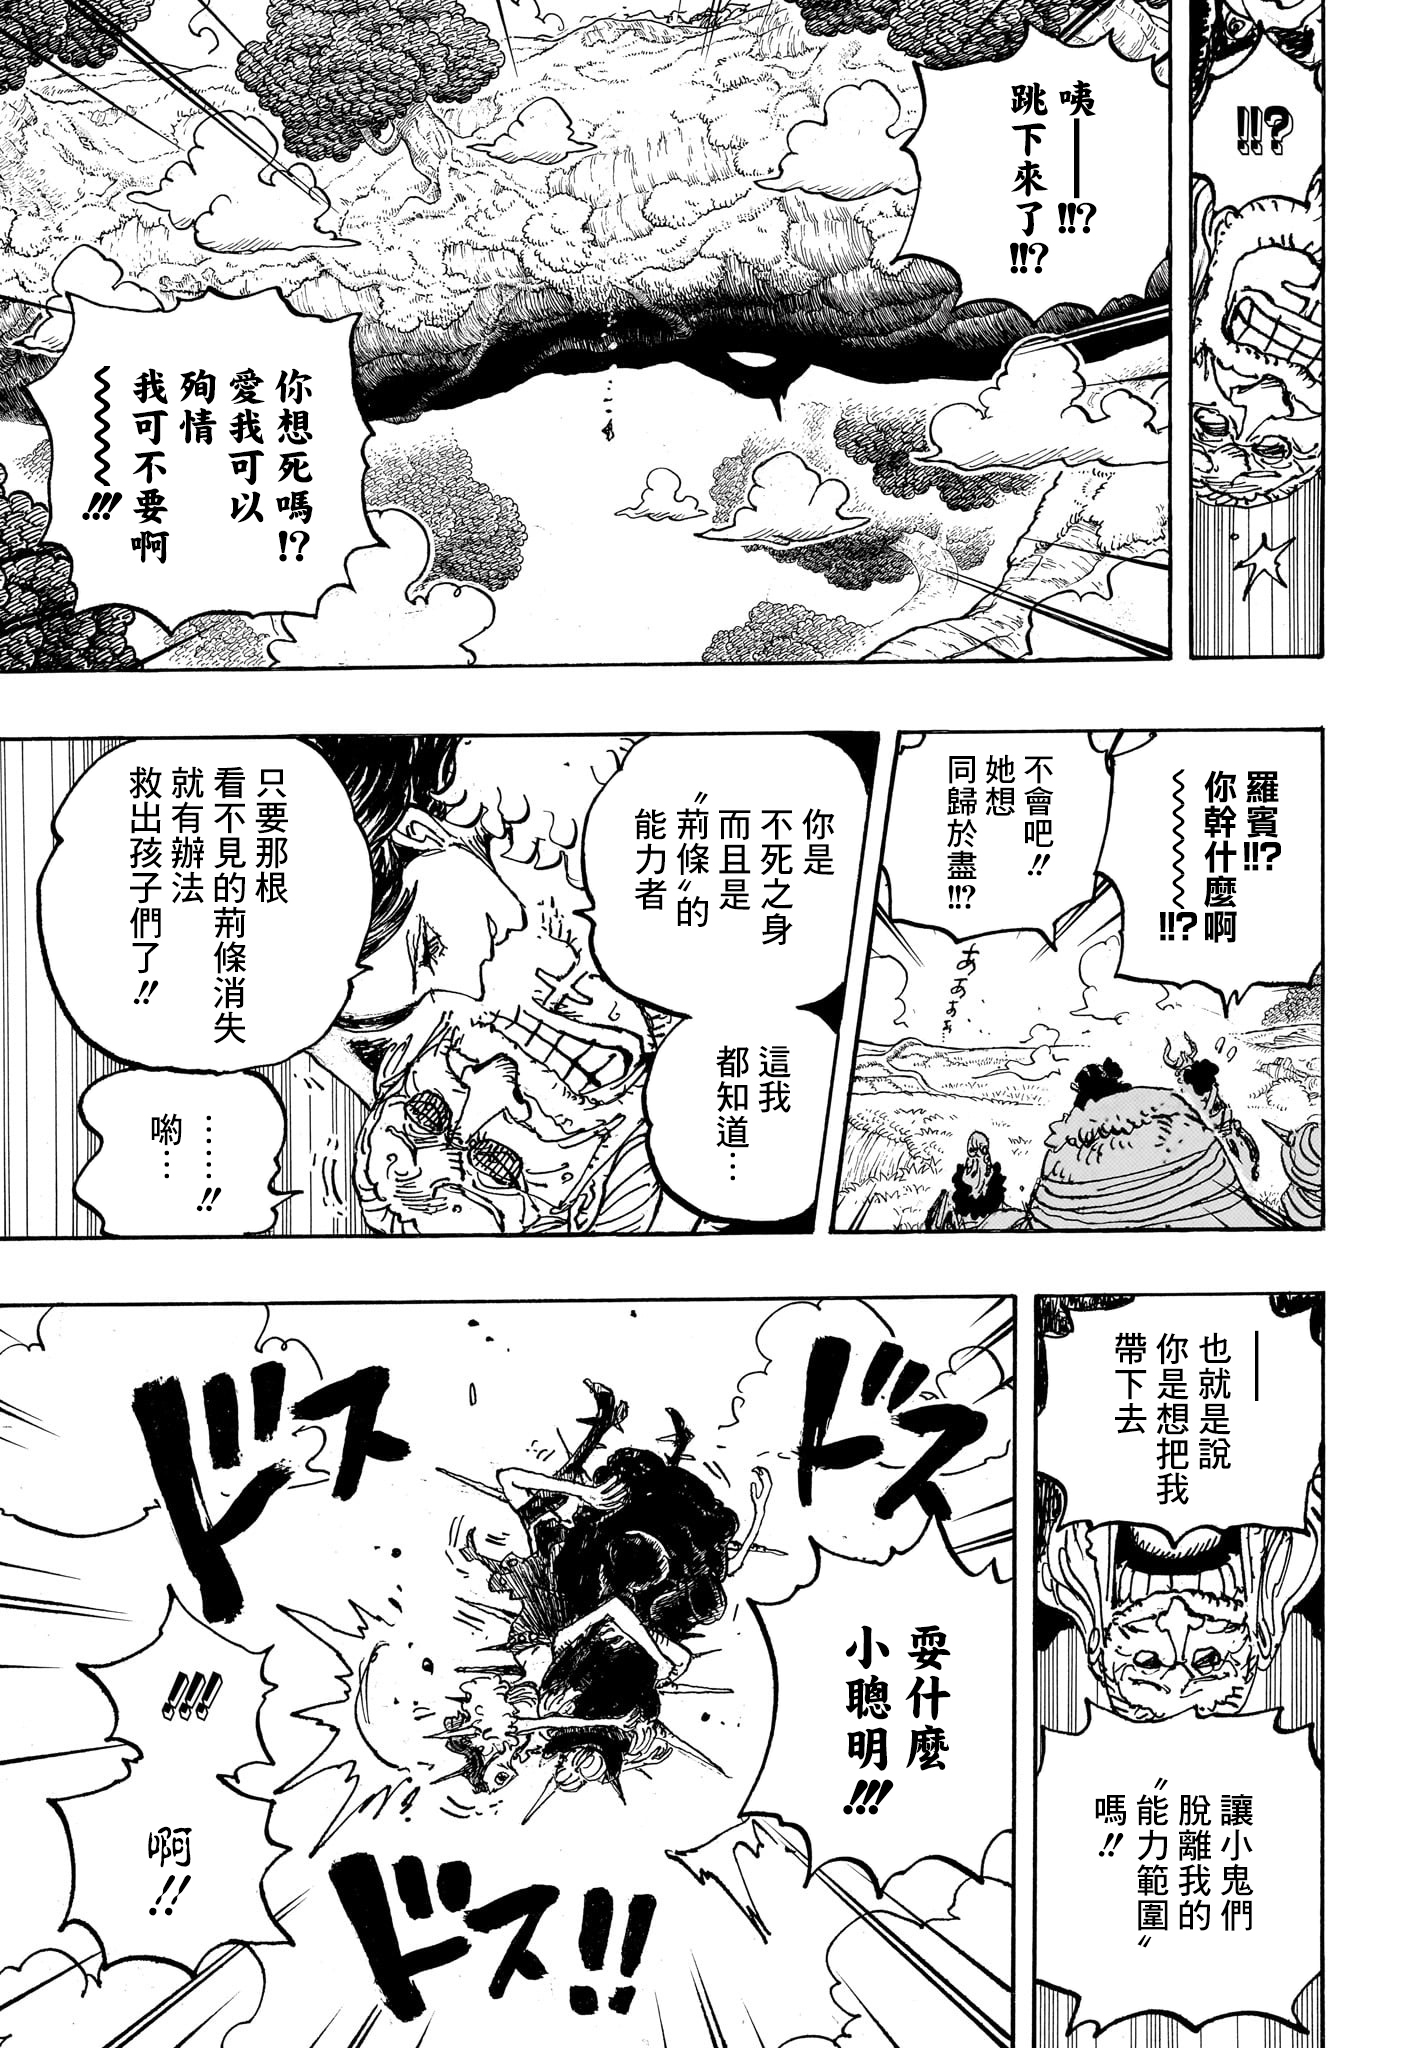 !!?
咦——!!?
跳下來了!!?
你想死嗎!?
愛我可以
殉情
我可不要啊
~~~~~~!!!
羅賓!!?
你幹什麼啊
~~~~~~!!?
不會吧!!
她想
同歸於盡!!?
あぁぁぁ
你是
不死之身
而且是
〝荊條〞的
能力者
這我
都知道…
只要那根
看不見的荊條消失
就有辦法
救出孩子們了!!
……!!
喲…
——
也就是說
你是想把我
帶下去
讓小鬼們
脫離我的
〝能力範圍〞
嗎!!
耍什麼
小聰明!!!
ドス
ドス
ドス!!
!!!
啊!!